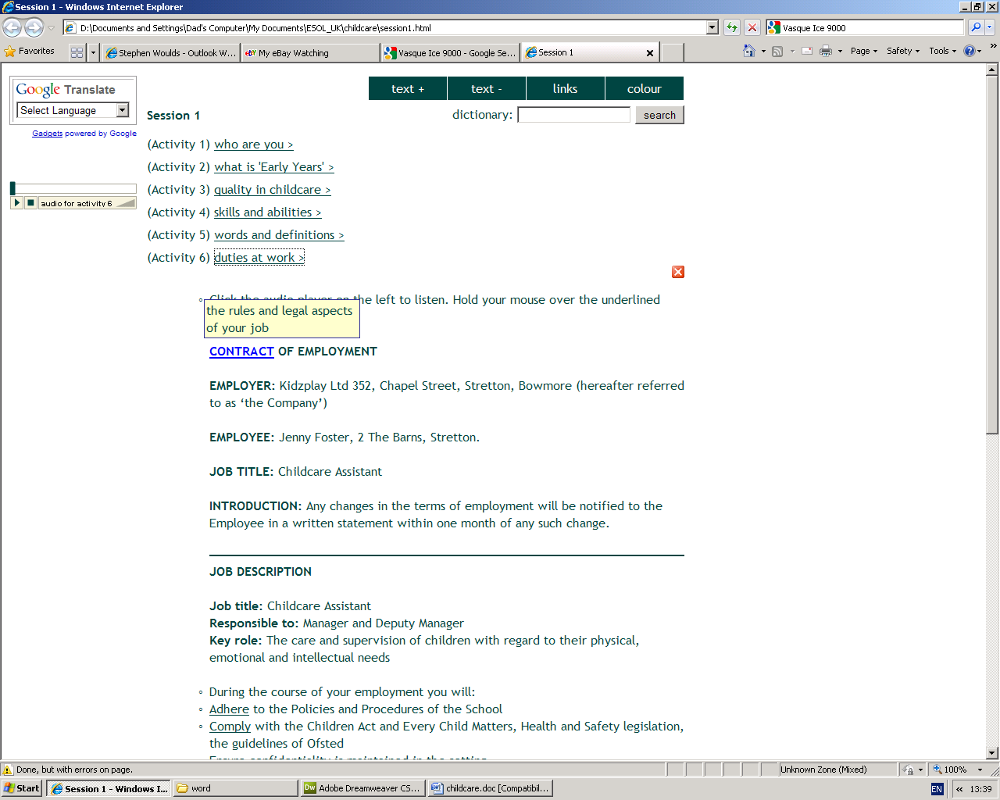 Session 1 - Windows Internet Explorer
D:\Documents and Settings\Dad's Computer\My Documents\ESOL_UK\childcare\session1.html
Vasque Ice 9000
Favorites
Stephen Woulds - Outlook W...
My eBay Watching
Vasque Ice 9000 - Google Se...
Session 1
Page
Safety
Tools
Google Translate
Select Language
Gadgets powered by Google
audio for activity 6
text +
text -
links
colour
Session 1
dictionary:
search
(Activity 1) who are you >
(Activity 2) what is 'Early Years' >
(Activity 3) quality in childcare >
(Activity 4) skills and abilities >
(Activity 5) words and definitions >
(Activity 6) duties at work >
Click the audio player on the left to listen. Hold your mouse over the underlined
the rules and legal aspects
of your job
CONTRACT OF EMPLOYMENT
EMPLOYER: Kidzplay Ltd 352, Chapel Street, Stretton, Bowmore (hereafter referred
to as ‘the Company’)
EMPLOYEE: Jenny Foster, 2 The Barns, Stretton.
JOB TITLE: Childcare Assistant
INTRODUCTION: Any changes in the terms of employment will be notified to the
Employee in a written statement within one month of any such change.
JOB DESCRIPTION
Job title: Childcare Assistant
Responsible to: Manager and Deputy Manager
Key role: The care and supervision of children with regard to their physical,
emotional and intellectual needs
During the course of your employment you will:
Adhere to the Policies and Procedures of the School
Comply with the Children Act and Every Child Matters, Health and Safety legislation,
the guidelines of Ofsted
Ensure confidentiality is maintained in the setting
Done, but with errors on page.
Unknown Zone (Mixed)
100%
Start
Session 1 - Windows I...
word
Adobe Dreamweaver CS...
childcare.doc [Compatibil...
EN
13:39